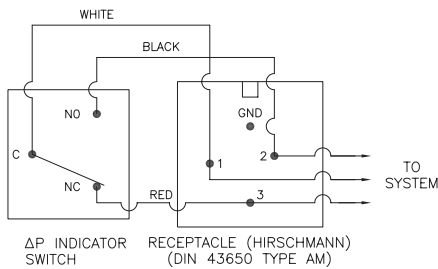 WHITE
BLACK
NO
GND
C
1
2
NC
RED
3
TO
SYSTEM
ΔP INDICATOR
SWITCH
RECEPTACLE (HIRSCHMANN)
(DIN 43650 TYPE AM)